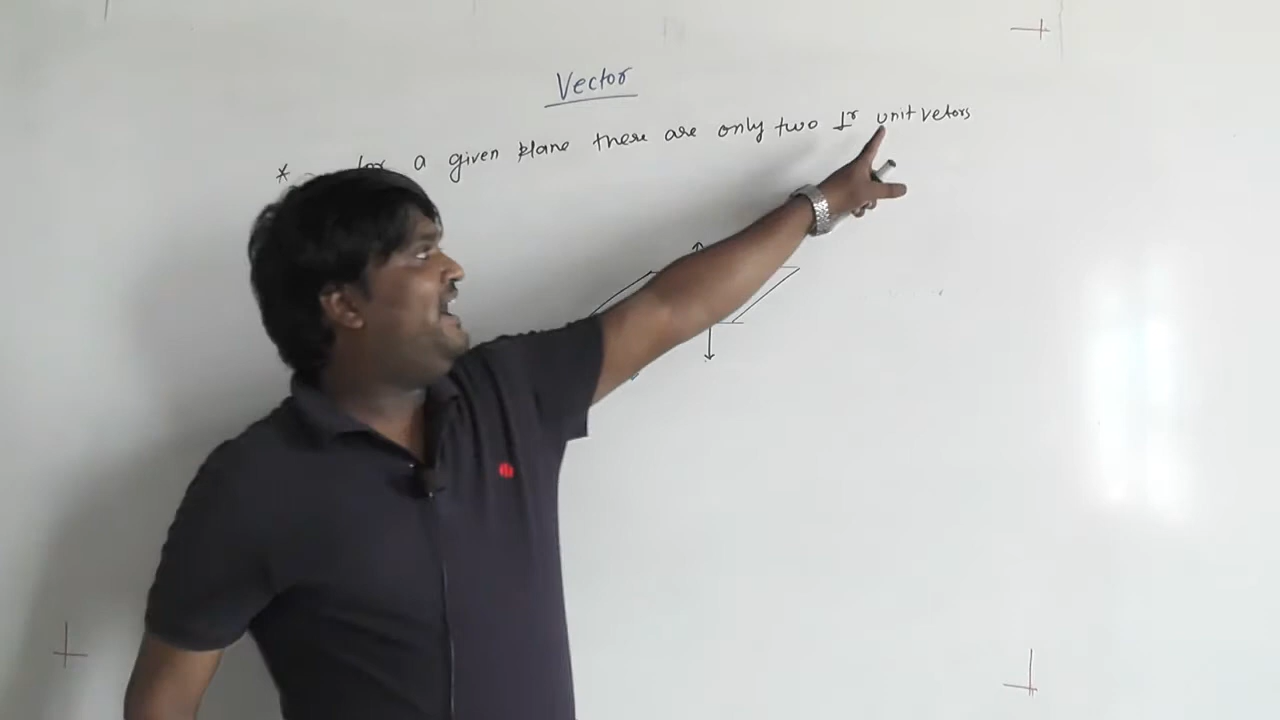 Vector
* for a given plane there are only two ⊥r unit vetors